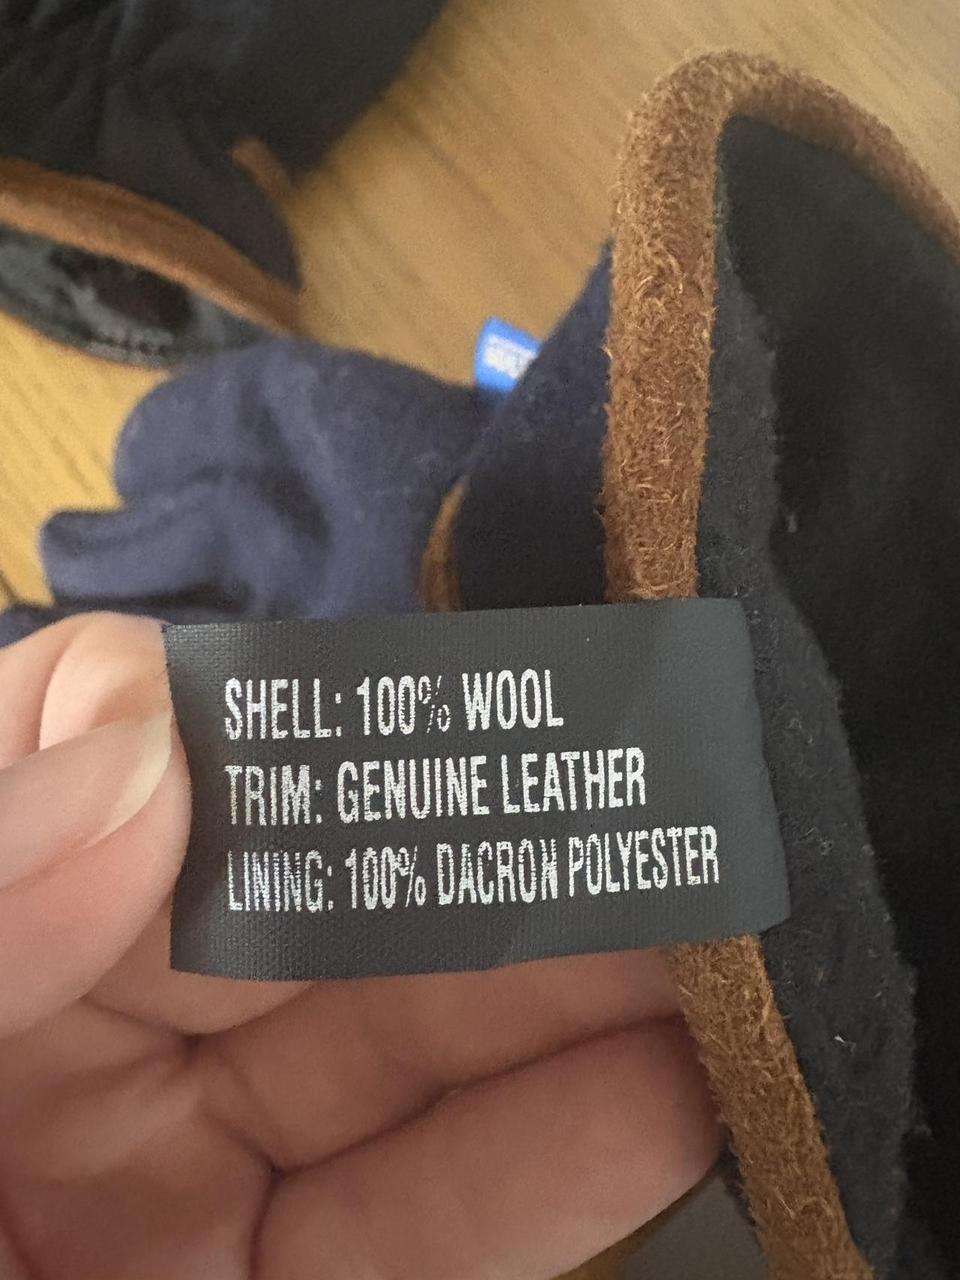 SHELL: 100% WOOL
TRIM: GENUINE LEATHER
LINING: 100% DACRON POLYESTER